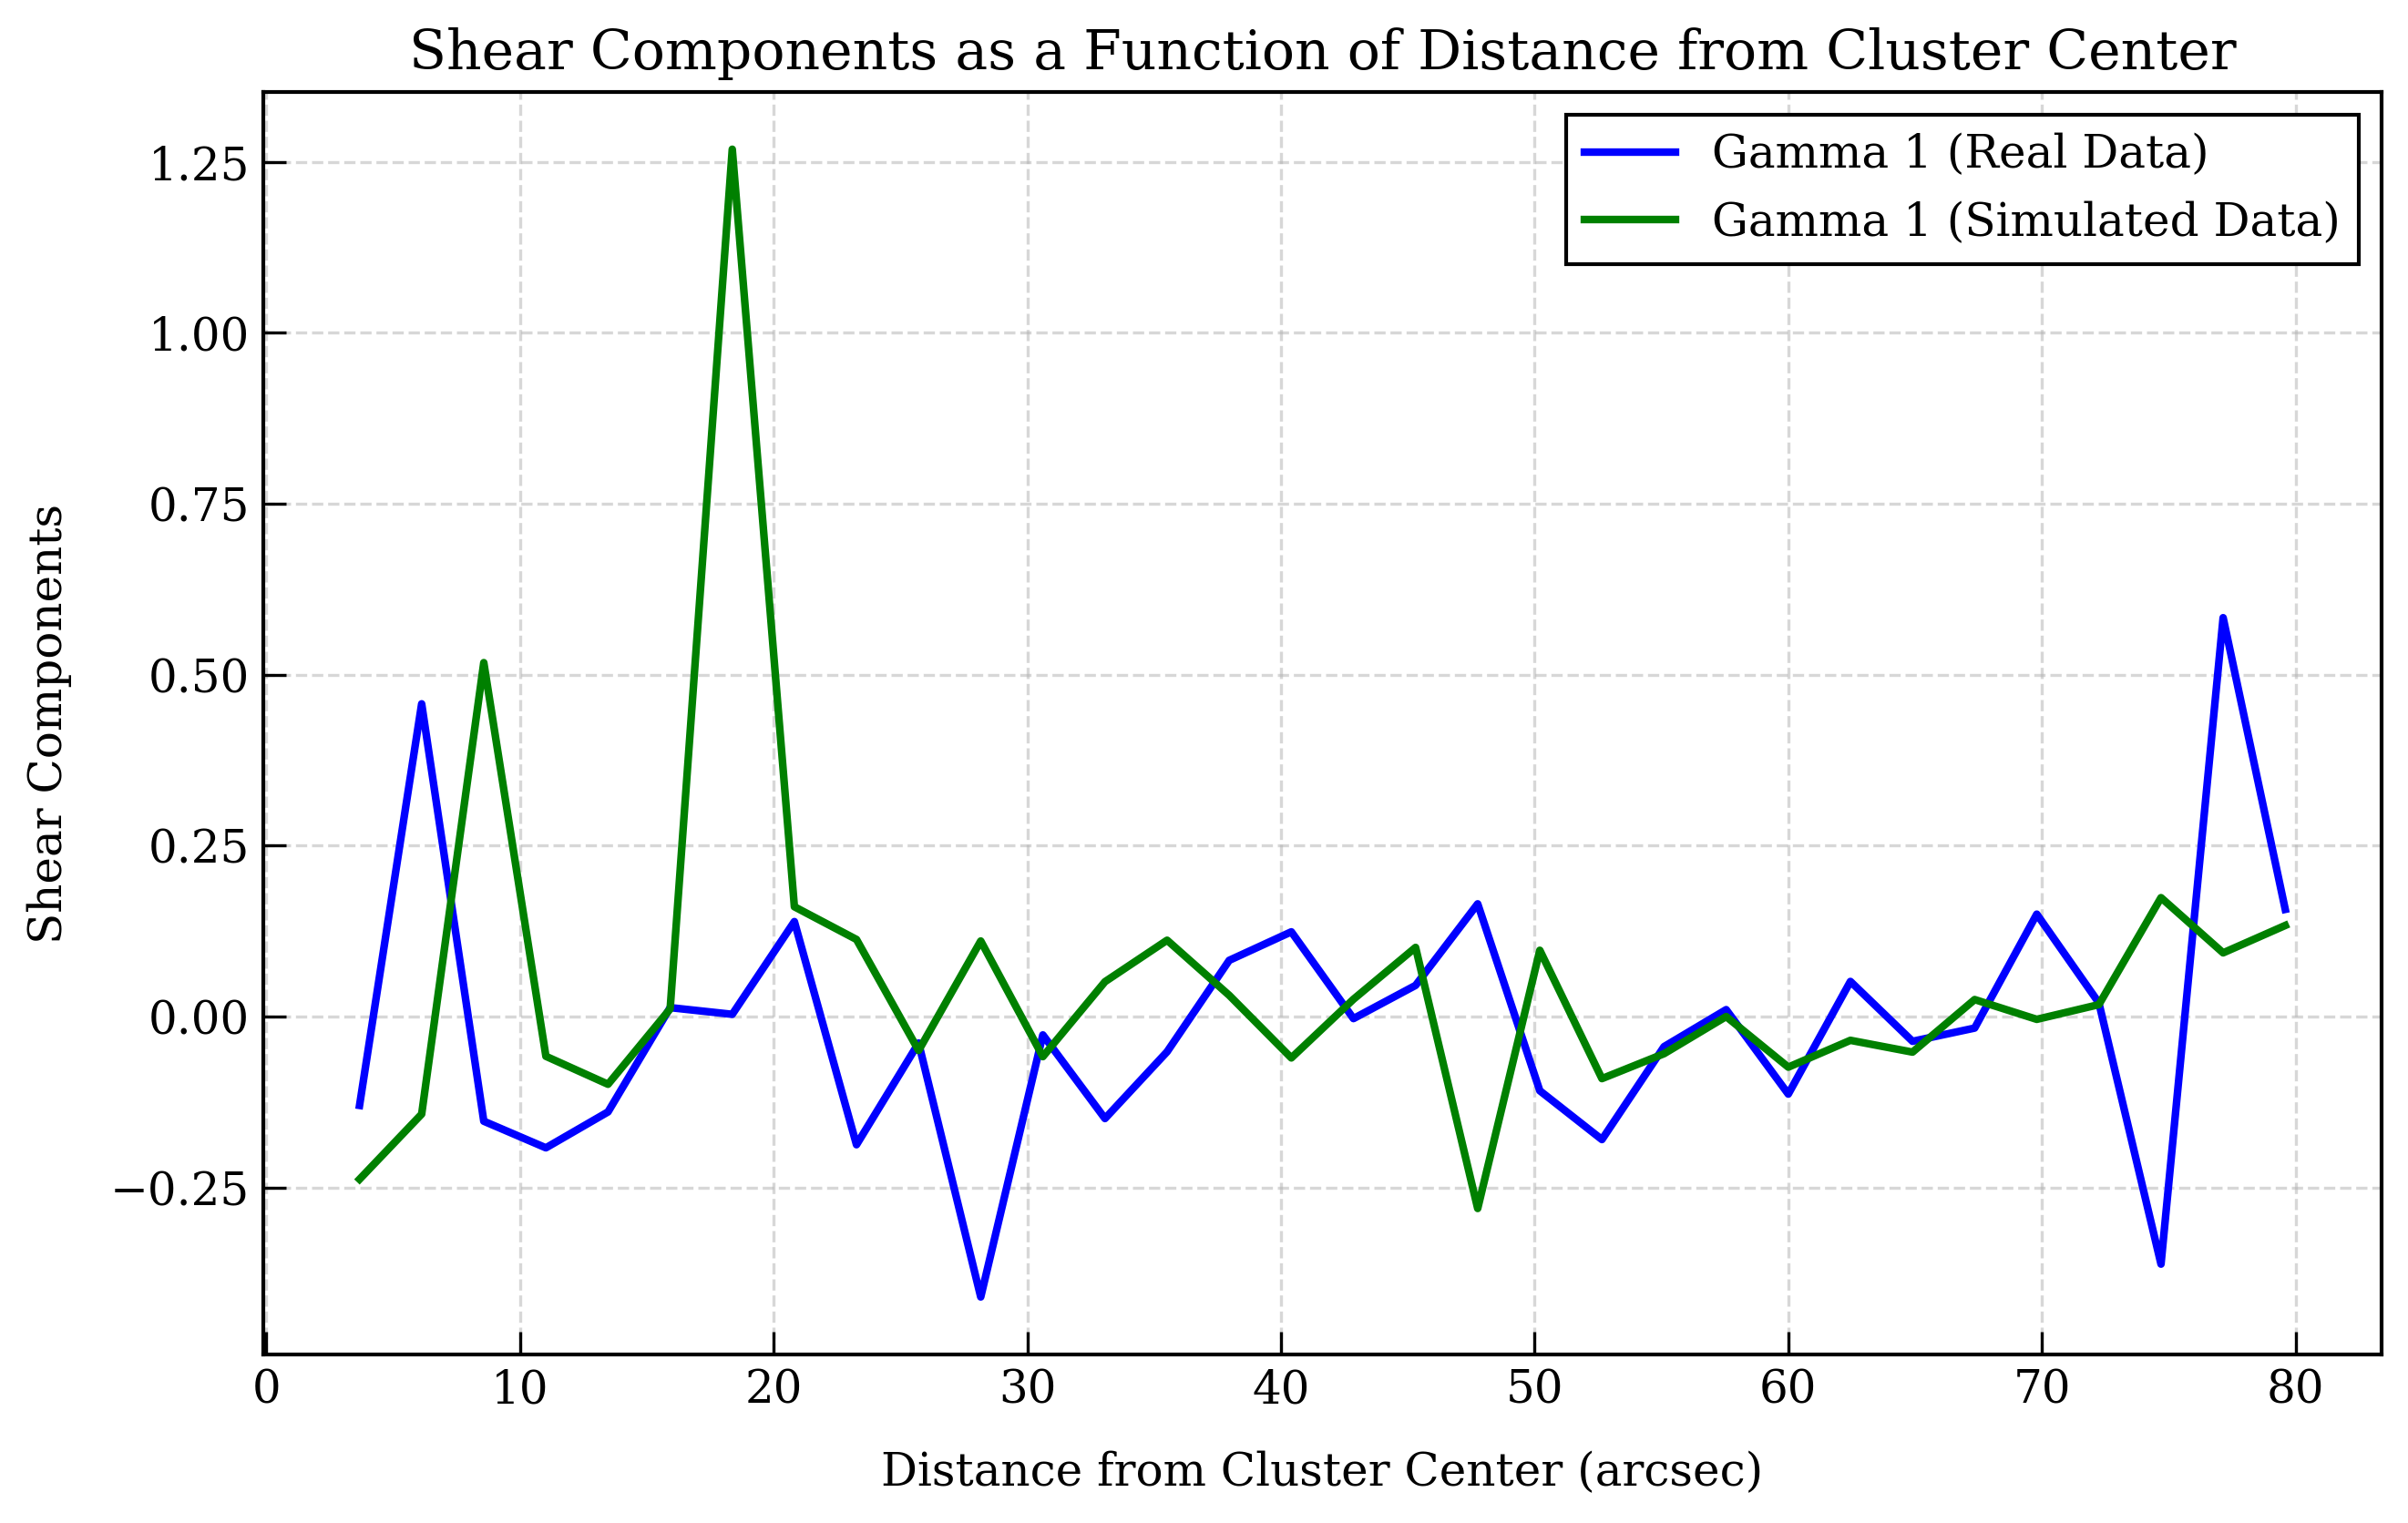 Shear Components as a Function of Distance from Cluster Center
Gamma 1 (Real Data)
Gamma 1 (Simulated Data)
Shear Components
1.25
1.00
0.75
0.50
0.25
0.00
−0.25
0 10 20 30 40 50 60 70 80
Distance from Cluster Center (arcsec)